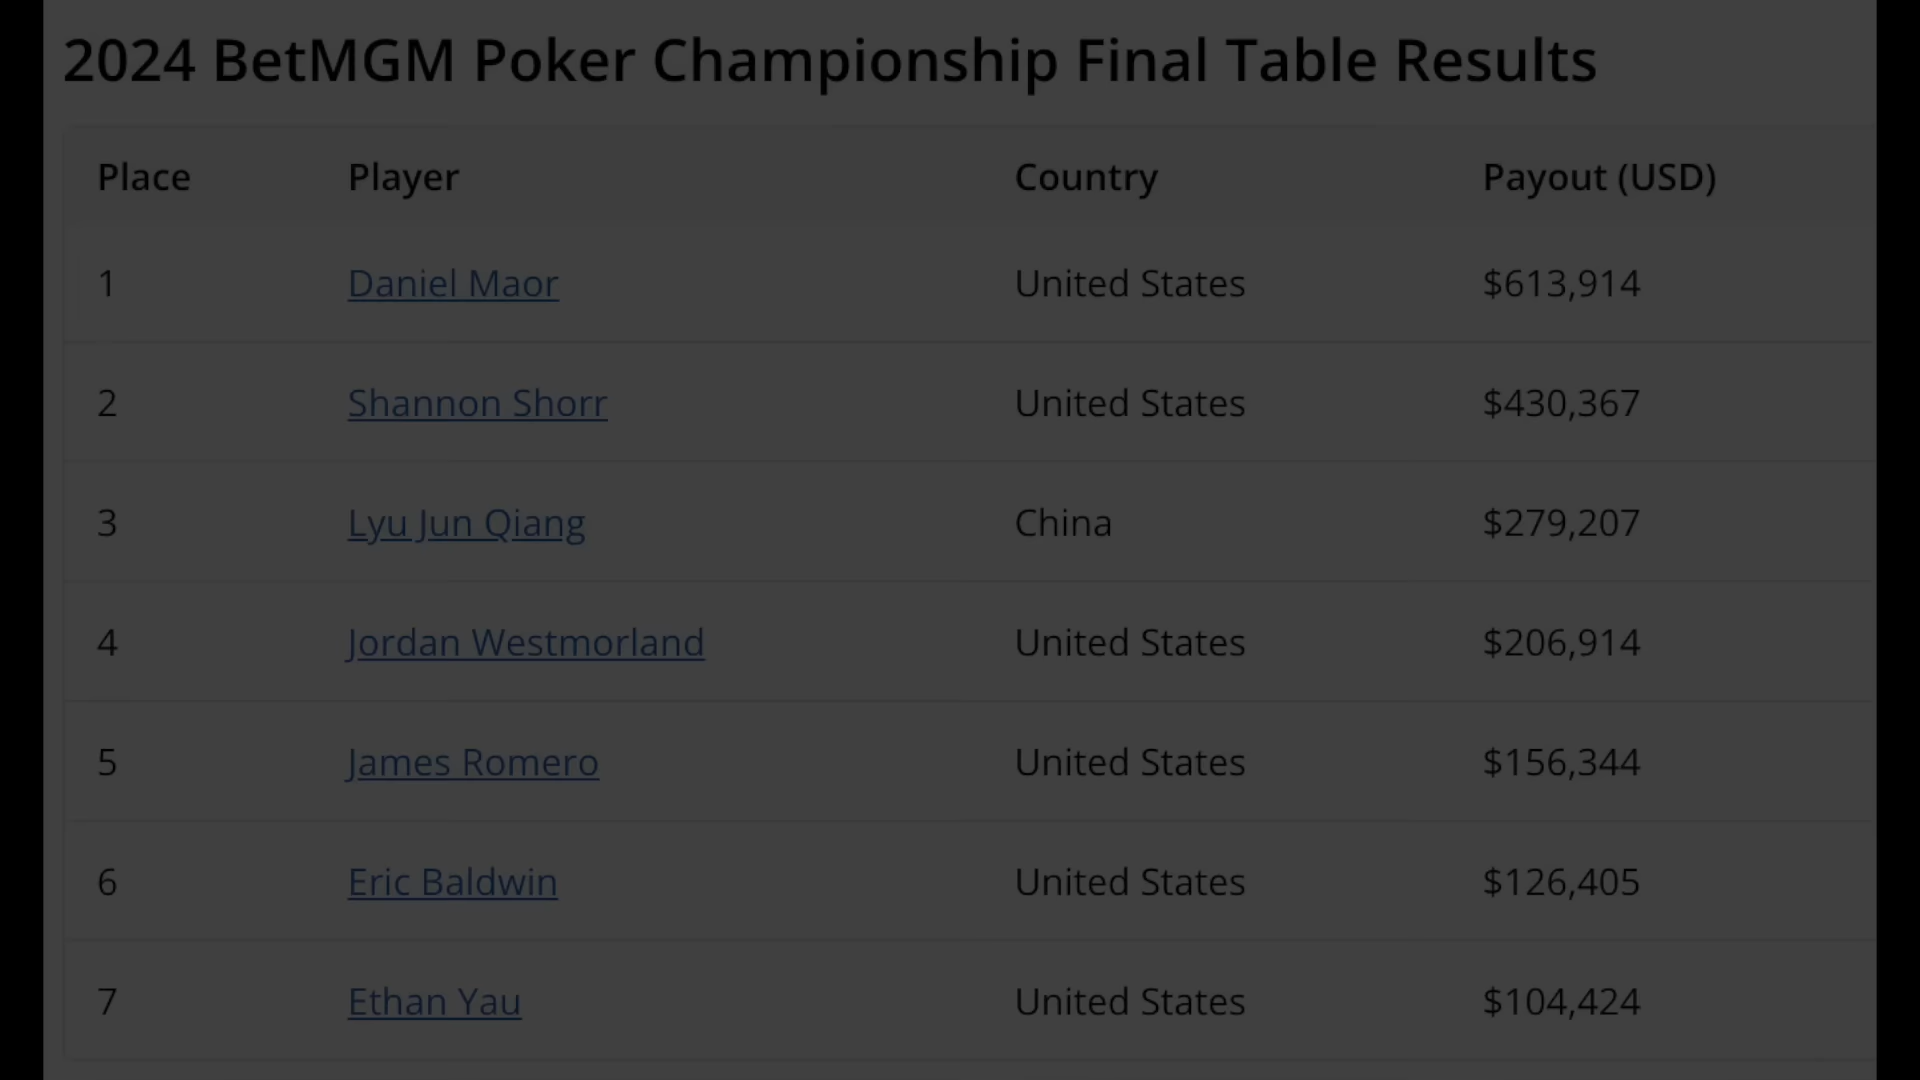 2024 BetMGM Poker Championship Final Table Results
Place Player Country Payout (USD)
1 Daniel Maor United States $613,914
2 Shannon Shorr United States $430,367
3 Lyu Jun Qiang China $279,207
4 Jordan Westmorland United States $206,914
5 James Romero United States $156,344
6 Eric Baldwin United States $126,405
7 Ethan Yau United States $104,424